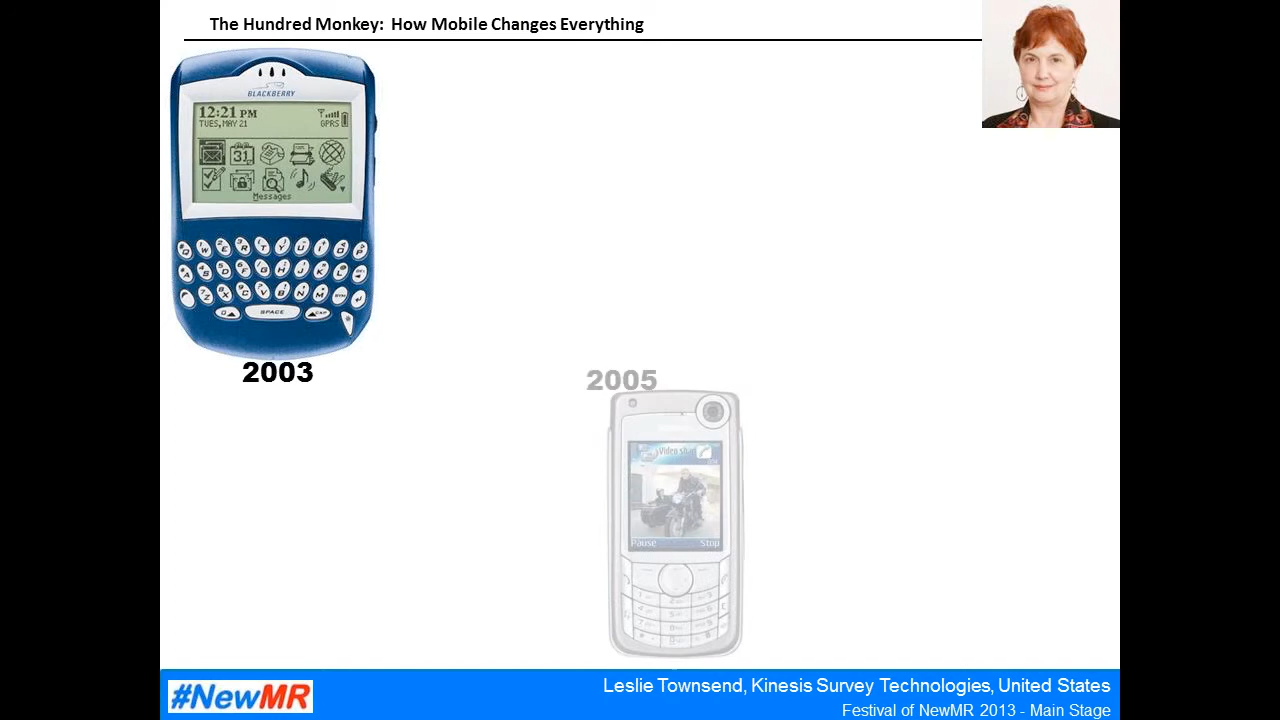 The Hundred Monkey: How Mobile Changes Everything
BLACKBERRY
12:21 PM
TUES, MAY 21
GPRS
31
Messages
SPACE
2003
2005
Pause Stop
#NewMR
Leslie Townsend, Kinesis Survey Technologies, United States
Festival of NewMR 2013 - Main Stage